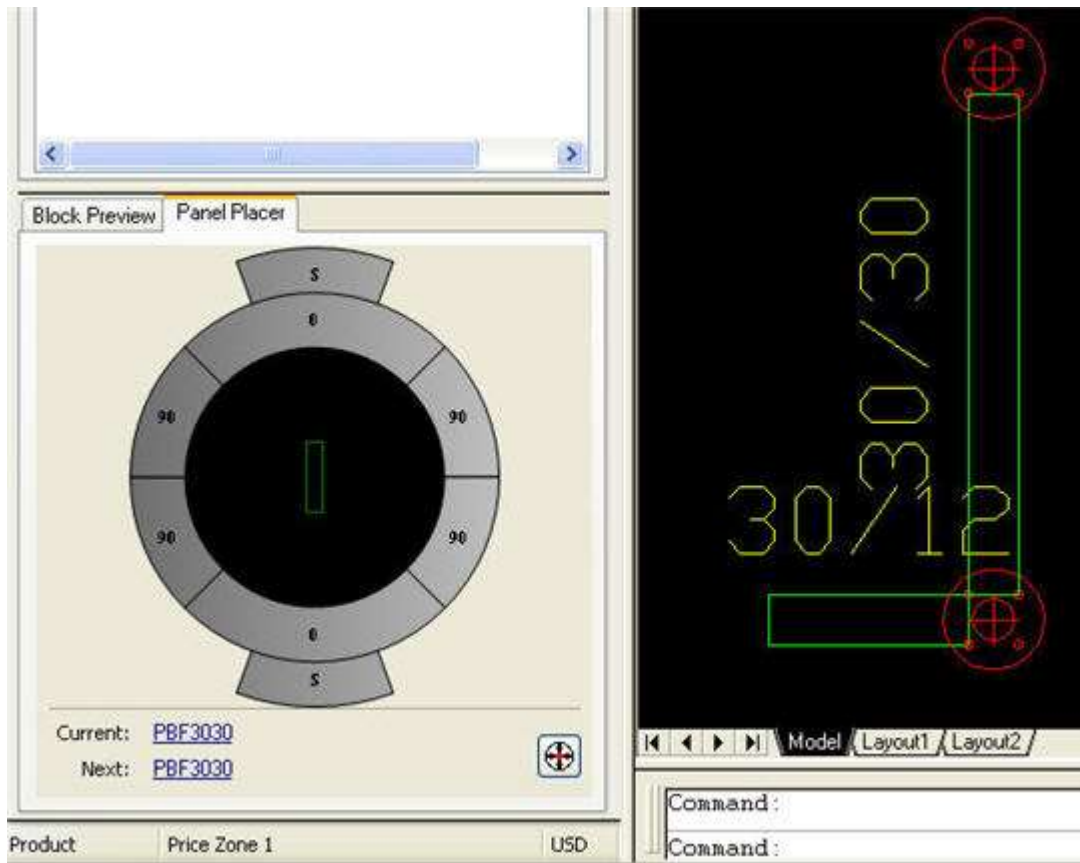 Block Preview Panel Placer
S
0
90 90
90 90
0
S
Current: PBF3030
Next: PBF3030
Product Price Zone 1 USD
30/30
30/12
Model Layout1 Layout2
Command:
Command: